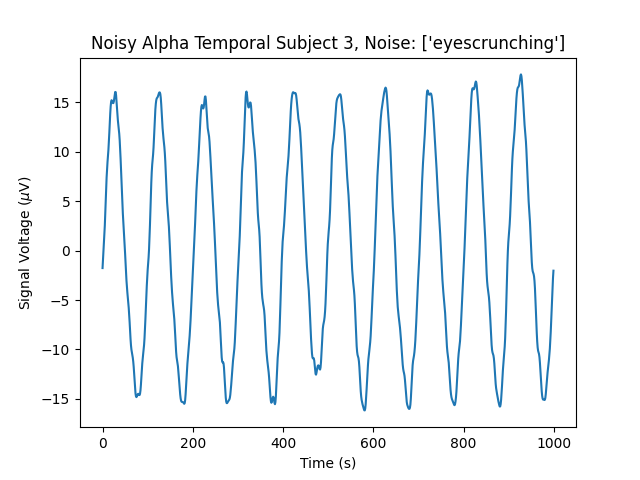 Noisy Alpha Temporal Subject 3, Noise: ['eyescrunching']
15
10
5
0
−5
−10
−15
Signal Voltage (μV)
0 200 400 600 800 1000
Time (s)